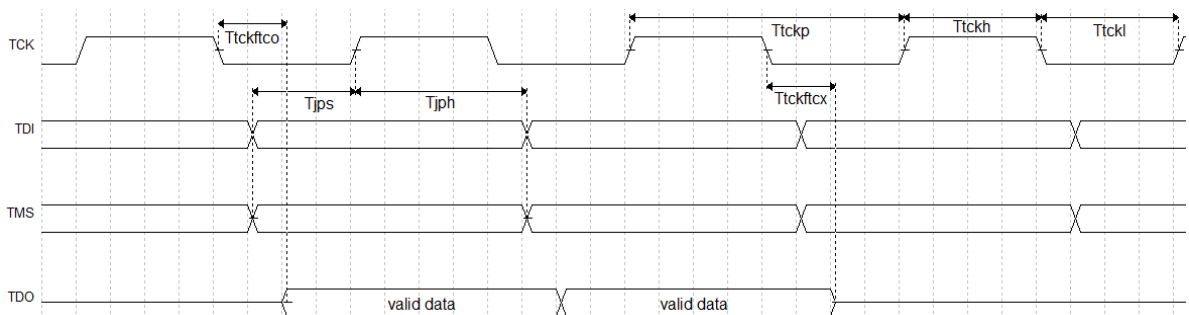 Ttckftco
Ttckp
Ttckh
Ttckl
TCK
Tjps
Tjph
Ttckftcx
TDI
TMS
TDO
valid data
valid data